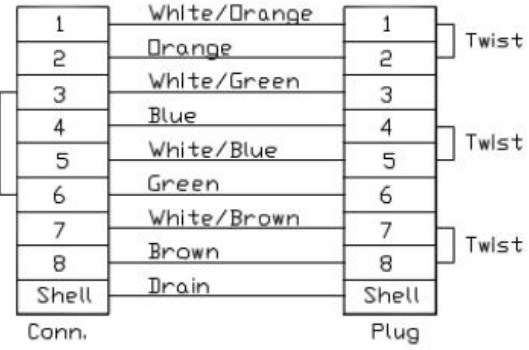 1 White/Orange 1
2 Orange 2 Twist
3 White/Green 3
4 Blue 4
5 White/Blue 5 Twist
6 Green 6
7 White/Brown 7
8 Brown 8 Twist
Shell Drain Shell
Conn. Plug